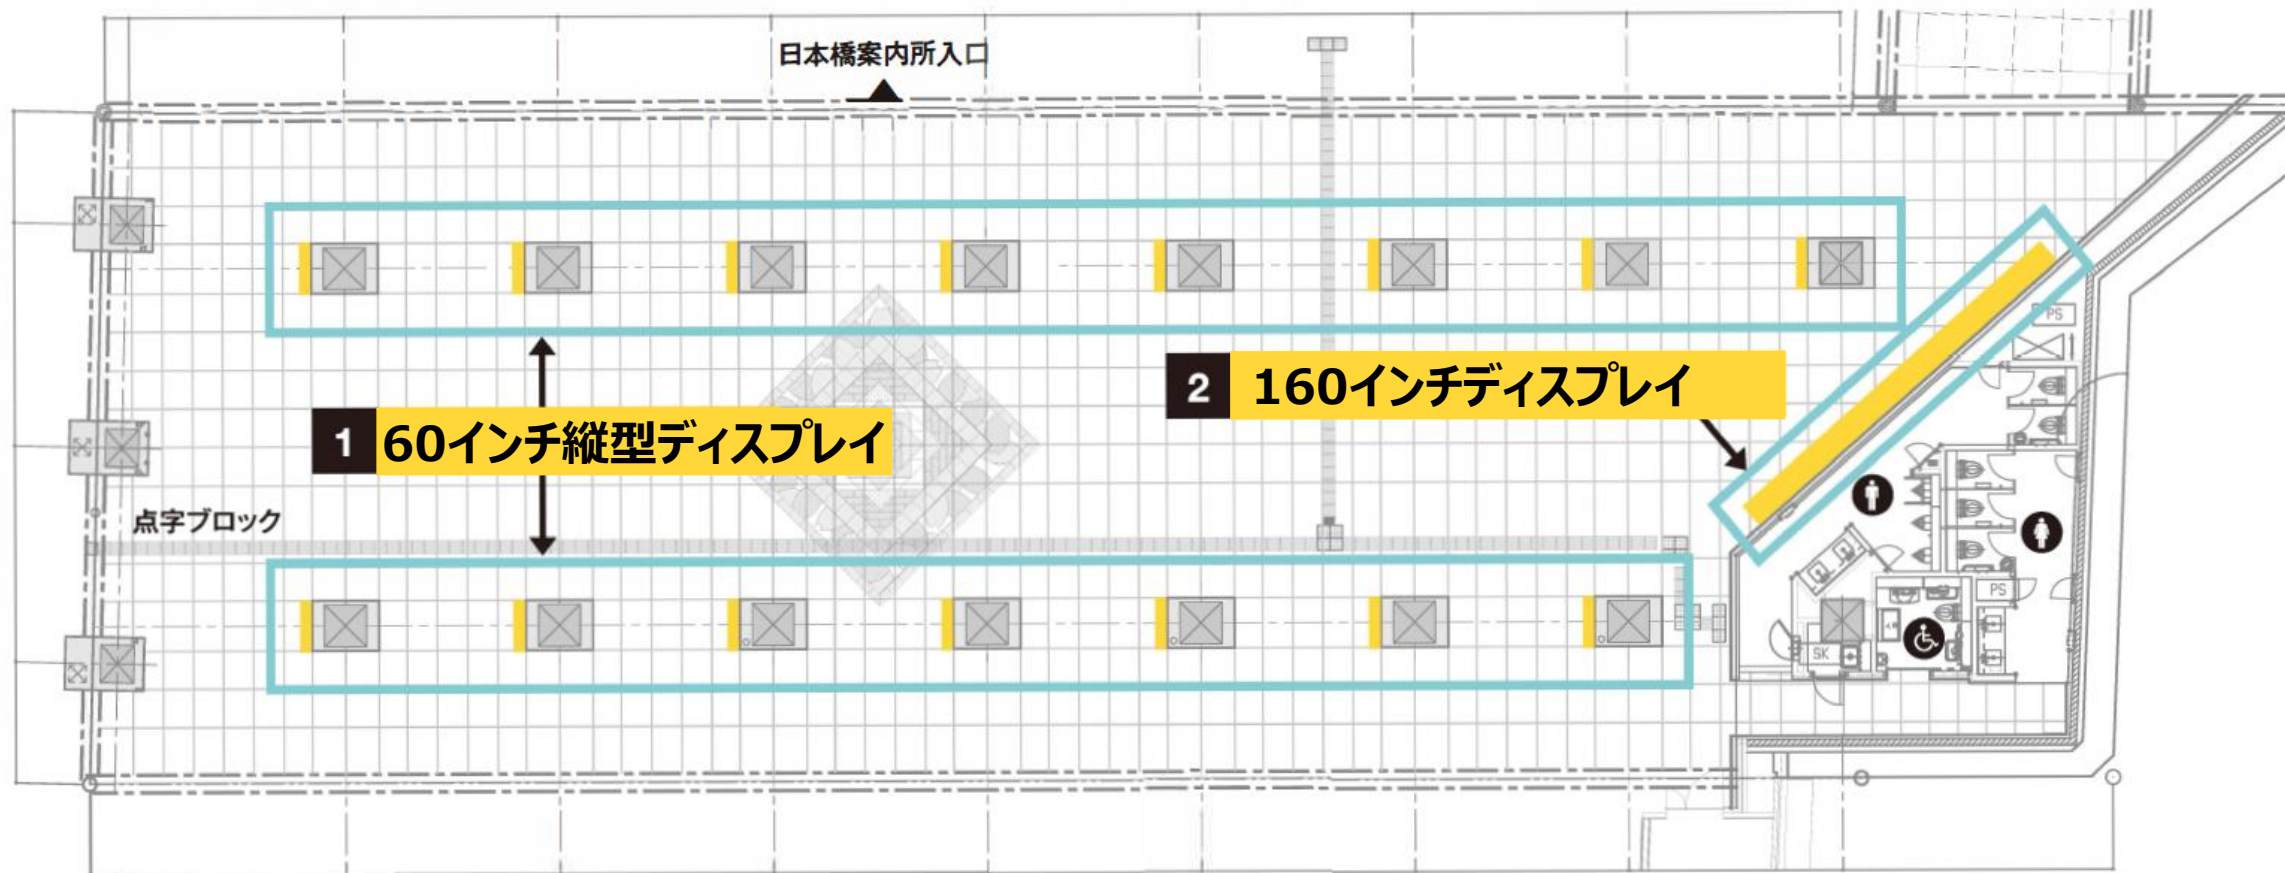 日本橋案内所入口
2 160インチディスプレイ
1 60インチ縦型ディスプレイ
点字ブロック
PS
PS
SK